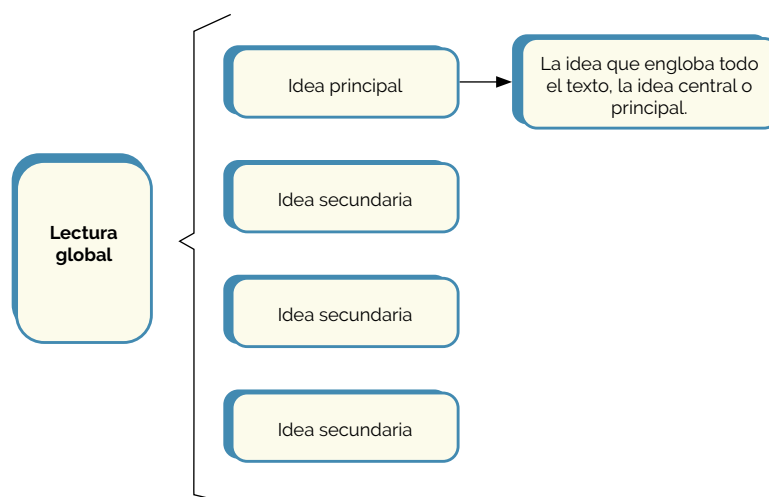 Lectura
global
Idea principal
La idea que engloba todo
el texto, la idea central o
principal.
Idea secundaria
Idea secundaria
Idea secundaria